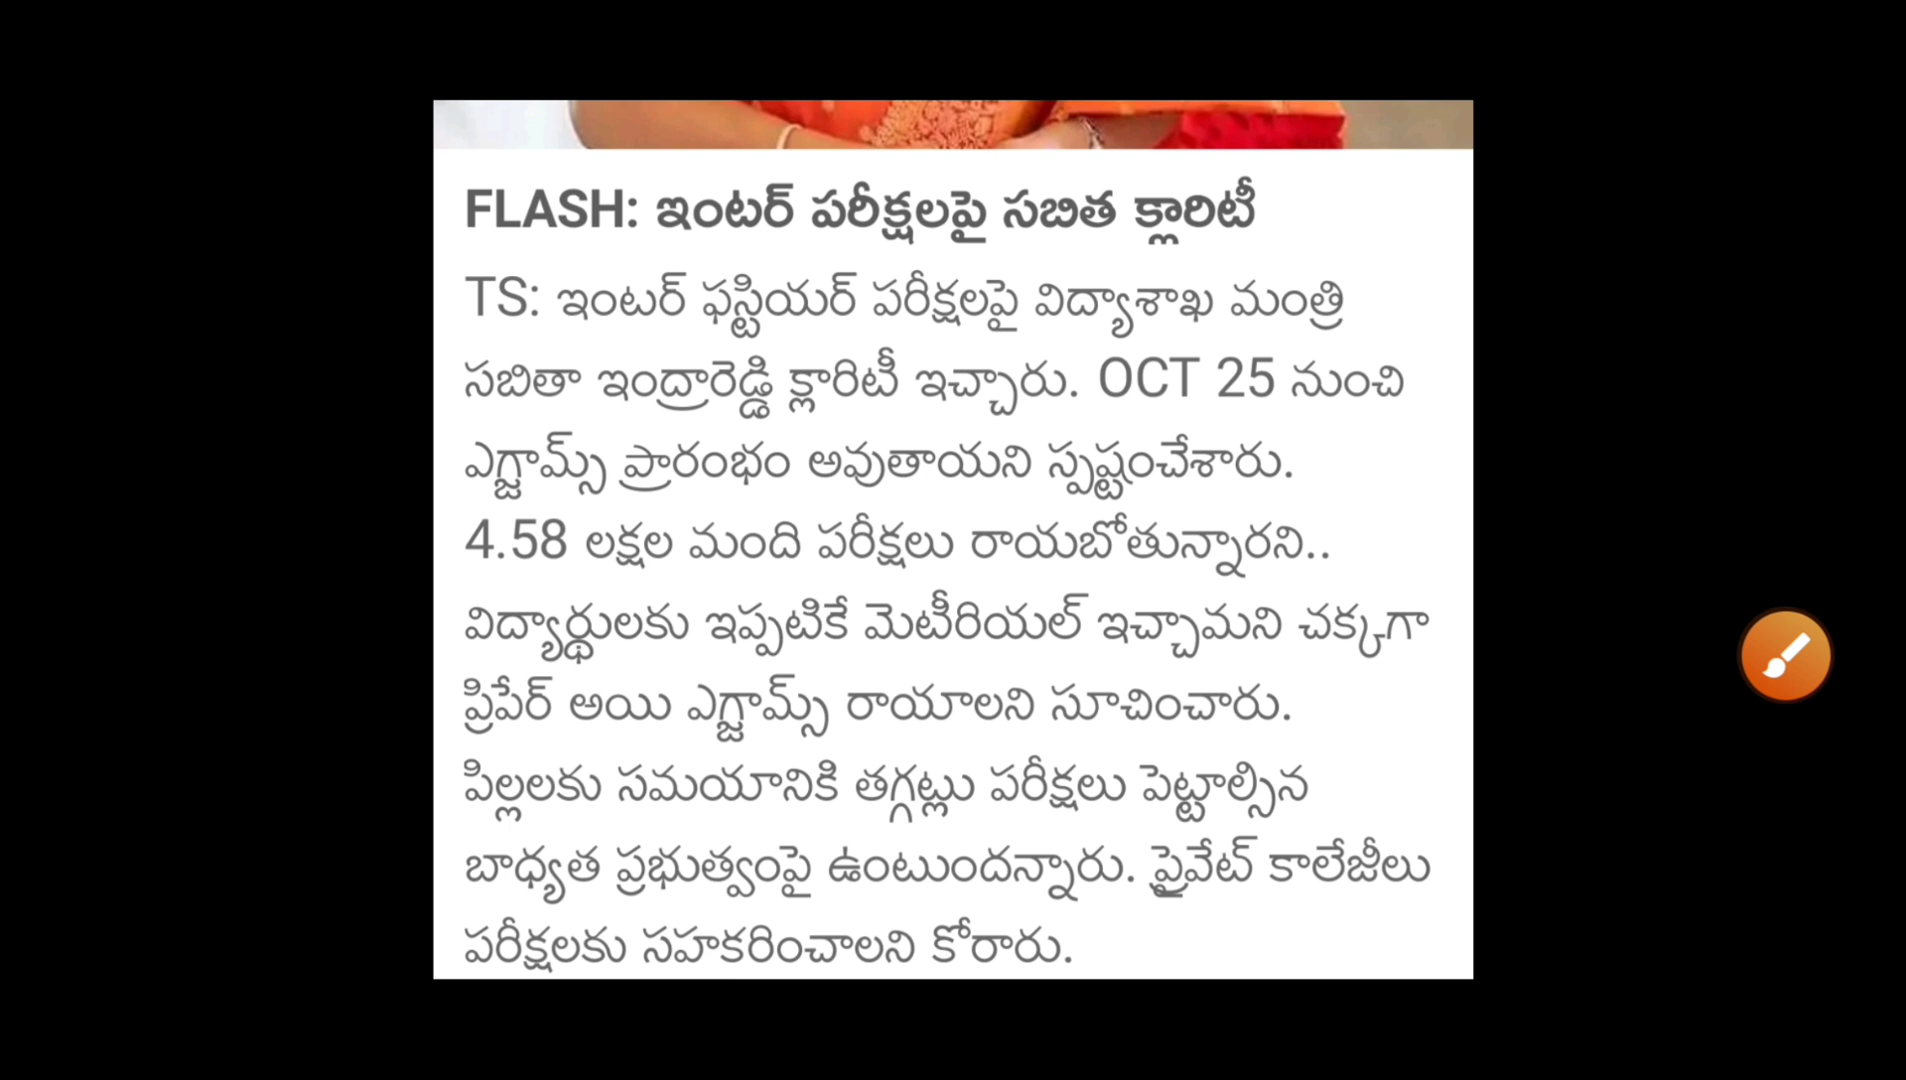 FLASH: ఇంటర్ పరీక్షలపై సబిత క్లారిటీ
TS: ఇంటర్ ఫస్టియర్ పరీక్షలపై విద్యాశాఖ మంత్రి
సబితా ఇంద్రారెడ్డి క్లారిటీ ఇచ్చారు. OCT 25 నుంచి
ఎగ్జామ్స్ ప్రారంభం అవుతాయని స్పష్టంచేశారు.
4.58 లక్షల మంది పరీక్షలు రాయబోతున్నారని..
విద్యార్థులకు ఇప్పటికే మెటీరియల్ ఇచ్చామని చక్కగా
ప్రిపేర్ అయి ఎగ్జామ్స్ రాయాలని సూచించారు.
పిల్లలకు సమయానికి తగ్గట్లు పరీక్షలు పెట్టాల్సిన
బాధ్యత ప్రభుత్వంపై ఉంటుందన్నారు. ప్రైవేట్ కాలేజీలు
పరీక్షలకు సహకరించాలని కోరారు.